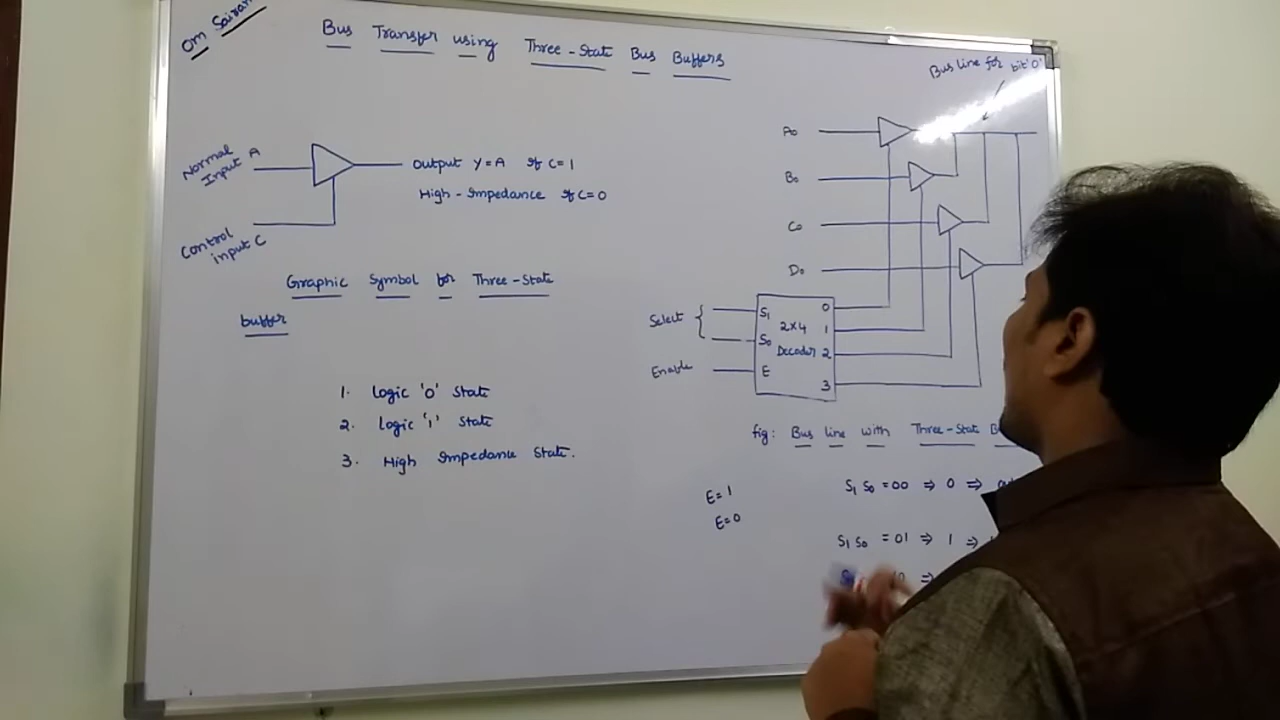 Om Sairam
Bus Transfer using Three-State Bus Buffers
Normal
Input A
Output Y=A if C=1
High-Impedance if C=0
Control
input C
Graphic Symbol for Three-State
buffer
1. Logic '0' State
2. Logic '1' State
3. High Impedance State.
Bus line for bit '0'
A0
B0
C0
D0
Select
Enable
S1
S0
E
2x4
Decoder
0
1
2
3
fig: Bus line with Three-State
E=1
E=0
S1 S0 = 00 ⇒ 0 ⇒
S1 S0 = 01 ⇒ 1 ⇒